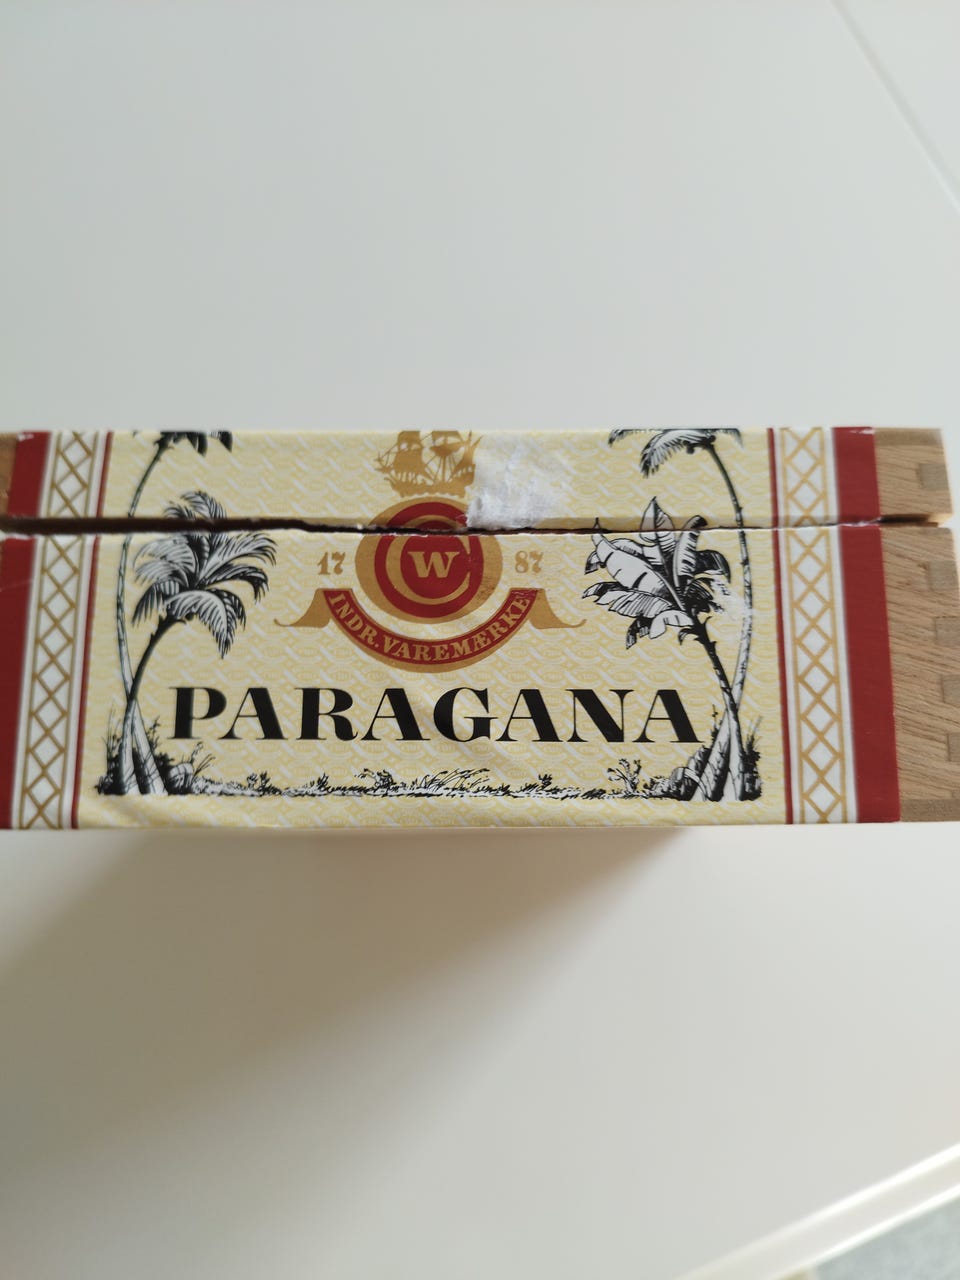 CW
17 87
INDR. VAREMÆRKE
PARAGANA